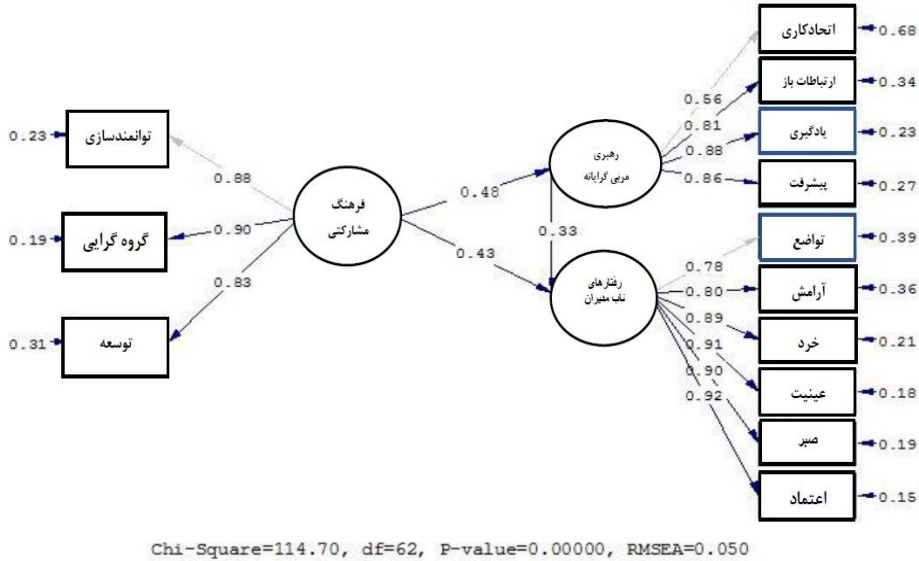 0.23
توانمندسازی
0.88
0.19
گروه گرایی
0.90
0.31
توسعه
0.83
فرهنگ
مشارکتی
0.48
0.43
رهبری
مربی گرایانه
0.33
رفتارهای
ناب مدیران
0.56
اتحادکاری
0.68
0.81
ارتباطات باز
0.34
0.88
یادگیری
0.23
0.86
پیشرفت
0.27
0.78
تواضع
0.39
0.80
آرامش
0.36
0.89
خرد
0.21
0.91
عینیت
0.18
0.90
صبر
0.19
0.92
اعتماد
0.15
Chi-Square=114.70, df=62, P-value=0.00000, RMSEA=0.050